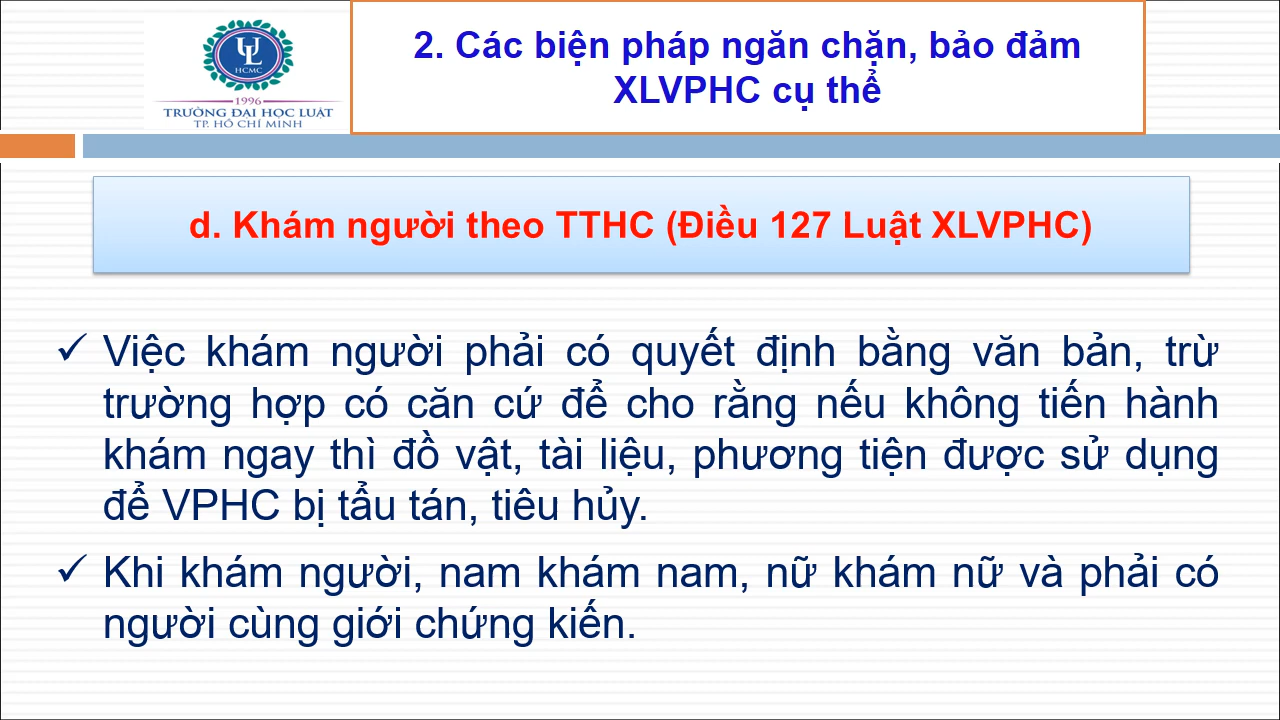 UL
HCMC
1996
TRƯỜNG ĐẠI HỌC LUẬT
TP. HỒ CHÍ MINH
2. Các biện pháp ngăn chặn, bảo đảm
XLVPHC cụ thể
d. Khám người theo TTHC (Điều 127 Luật XLVPHC)
✓ Việc khám người phải có quyết định bằng văn bản, trừ
trường hợp có căn cứ để cho rằng nếu không tiến hành
khám ngay thì đồ vật, tài liệu, phương tiện được sử dụng
để VPHC bị tẩu tán, tiêu hủy.
✓ Khi khám người, nam khám nam, nữ khám nữ và phải có
người cùng giới chứng kiến.